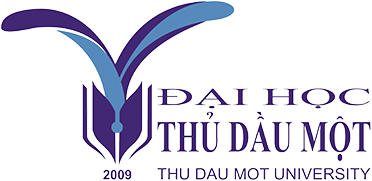 ĐẠI HỌC
THỦ DẦU MỘT
2009
THU DAU MOT UNIVERSITY